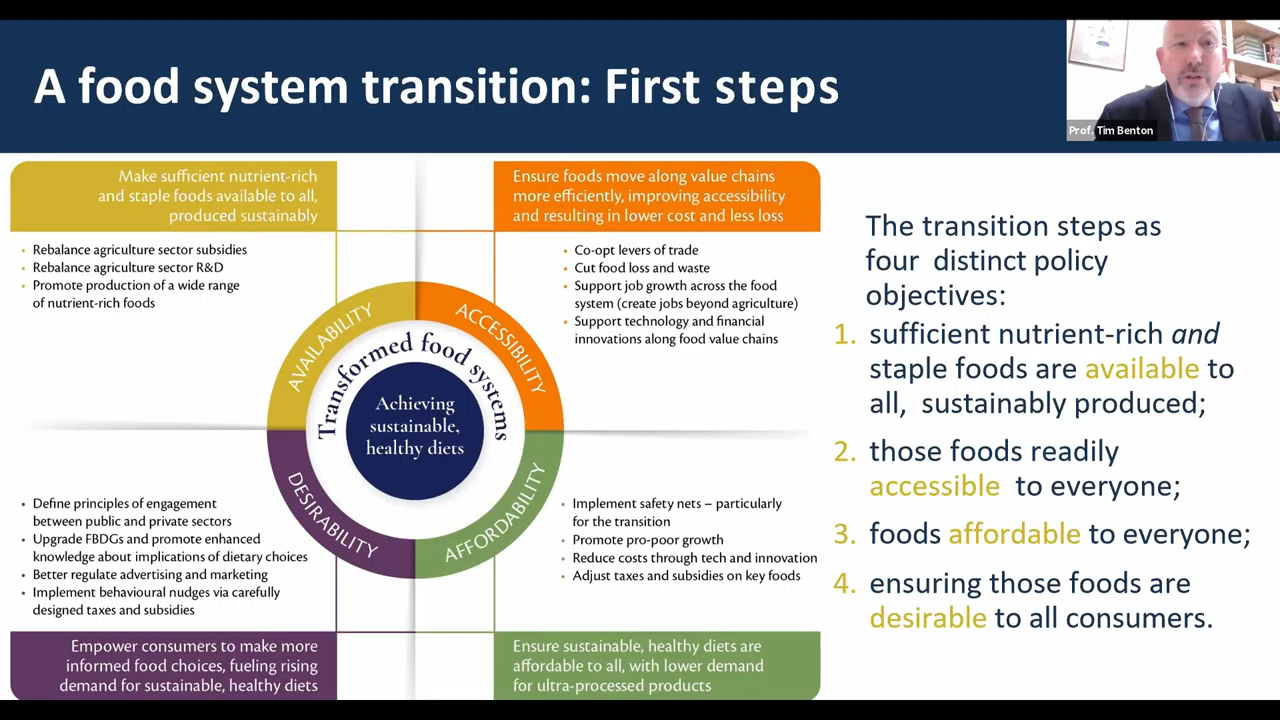 A food system transition: First steps
Prof. Tim Benton
Make sufficient nutrient-rich
and staple foods available to all,
produced sustainably
• Rebalance agriculture sector subsidies
• Rebalance agriculture sector R&D
• Promote production of a wide range
of nutrient-rich foods
Ensure foods move along value chains
more efficiently, improving accessibility
and resulting in lower cost and less loss
• Co-opt levers of trade
• Cut food loss and waste
• Support job growth across the food
system (create jobs beyond agriculture)
• Support technology and financial
innovations along food value chains
AVAILABILITY
ACCESSIBILITY
Transformed food systems
Achieving
sustainable,
healthy diets
DESIRABILITY
AFFORDABILITY
• Define principles of engagement
between public and private sectors
• Upgrade FBDGs and promote enhanced
knowledge about implications of dietary choices
• Better regulate advertising and marketing
• Implement behavioural nudges via carefully
designed taxes and subsidies
Empower consumers to make more
informed food choices, fueling rising
demand for sustainable, healthy diets
• Implement safety nets – particularly
for the transition
• Promote pro-poor growth
• Reduce costs through tech and innovation
• Adjust taxes and subsidies on key foods
Ensure sustainable, healthy diets are
affordable to all, with lower demand
for ultra-processed products
The transition steps as
four distinct policy
objectives:
1. sufficient nutrient-rich and
staple foods are available to
all, sustainably produced;
2. those foods readily
accessible to everyone;
3. foods affordable to everyone;
4. ensuring those foods are
desirable to all consumers.